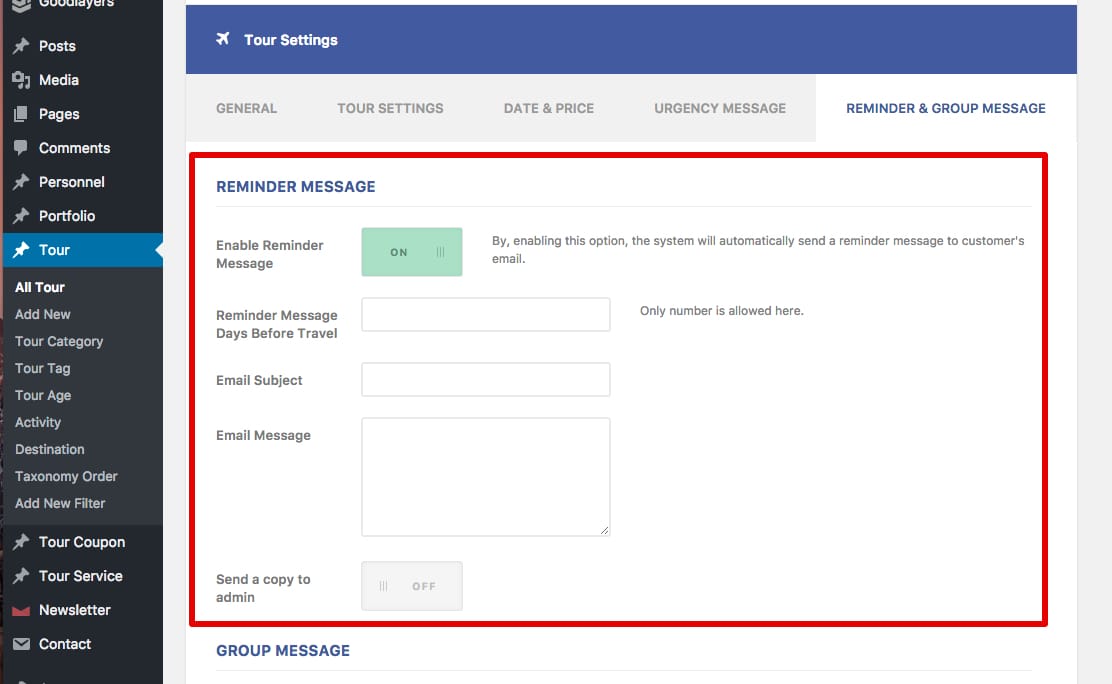 Goodlayers
Posts
Media
Pages
Comments
Personnel
Portfolio
Tour
All Tour
Add New
Tour Category
Tour Tag
Tour Age
Activity
Destination
Taxonomy Order
Add New Filter
Tour Coupon
Tour Service
Newsletter
Contact
Tour Settings
GENERAL
TOUR SETTINGS
DATE & PRICE
URGENCY MESSAGE
REMINDER & GROUP MESSAGE
REMINDER MESSAGE
Enable Reminder
Message
ON
By, enabling this option, the system will automatically send a reminder message to customer's
email.
Reminder Message
Days Before Travel
Only number is allowed here.
Email Subject
Email Message
Send a copy to
admin
OFF
GROUP MESSAGE